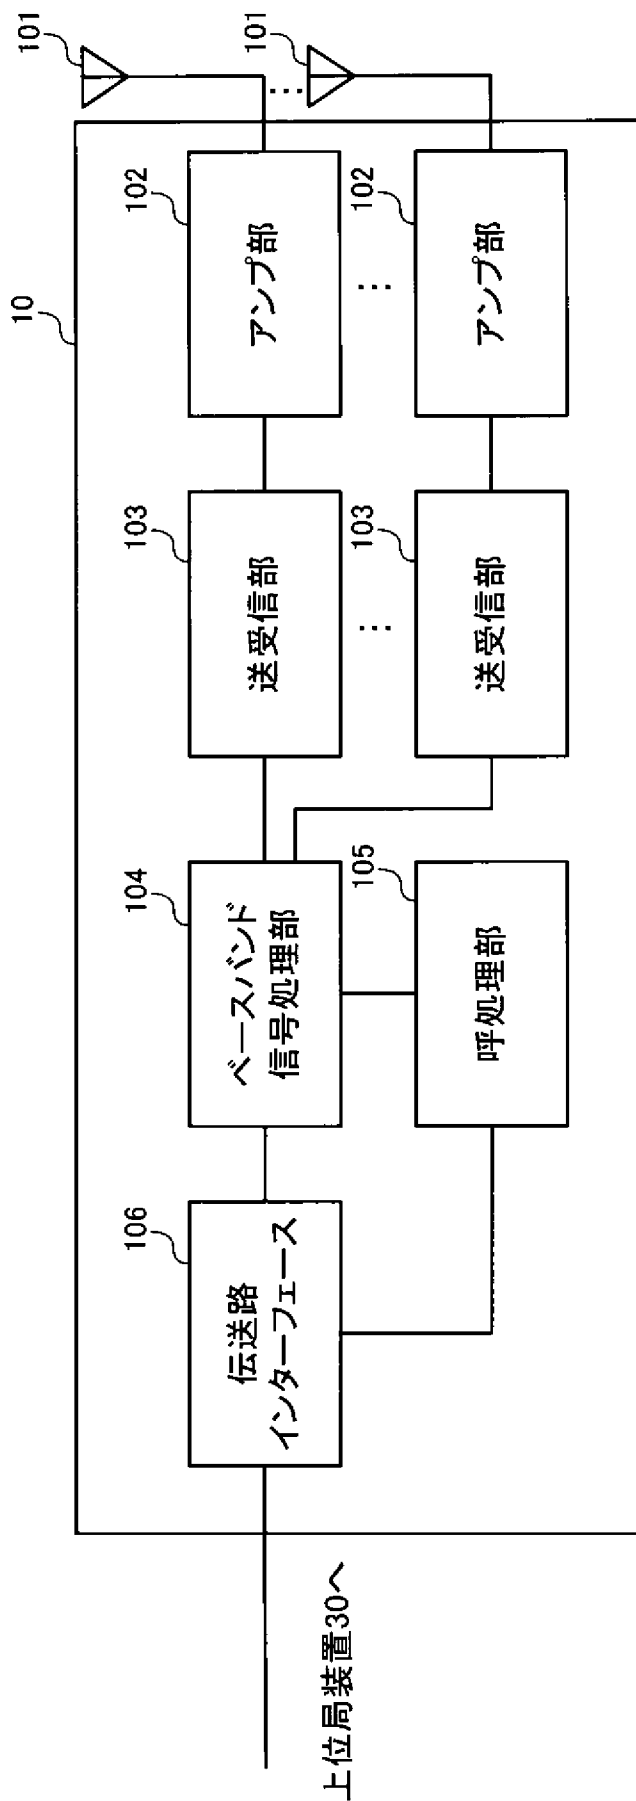 10
101
101
102
アンプ部
102
アンプ部
⋮
103
送受信部
103
送受信部
⋮
104
ベースバンド
信号処理部
105
呼処理部
106
伝送路
インターフェース
上位局装置30へ